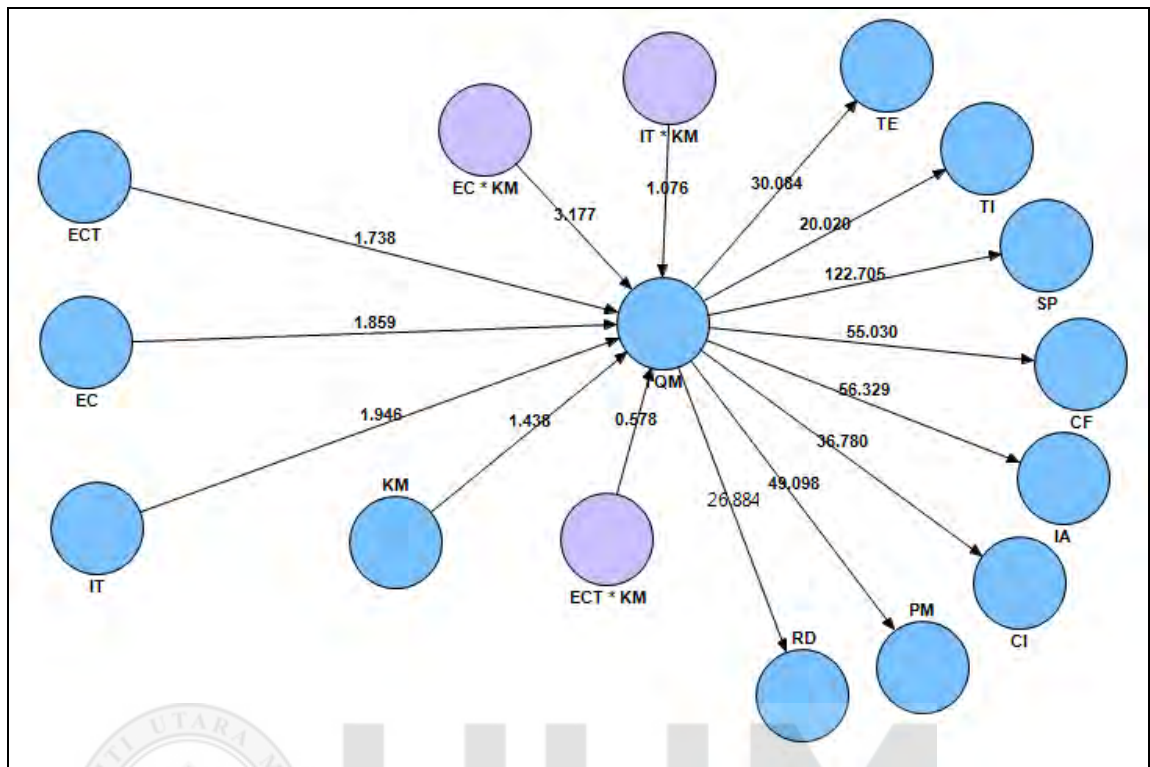 TE
IT * KM
EC * KM
30.084
TI
1.076
3.177
20.020
ECT
1.738
SP
122.705
1.859
55.030
TQM
EC
56.329
CF
1.946
1.438
0.578
36.780
KM
49.098
26.884
IA
IT
ECT * KM
PM
RD
CI
UTARA